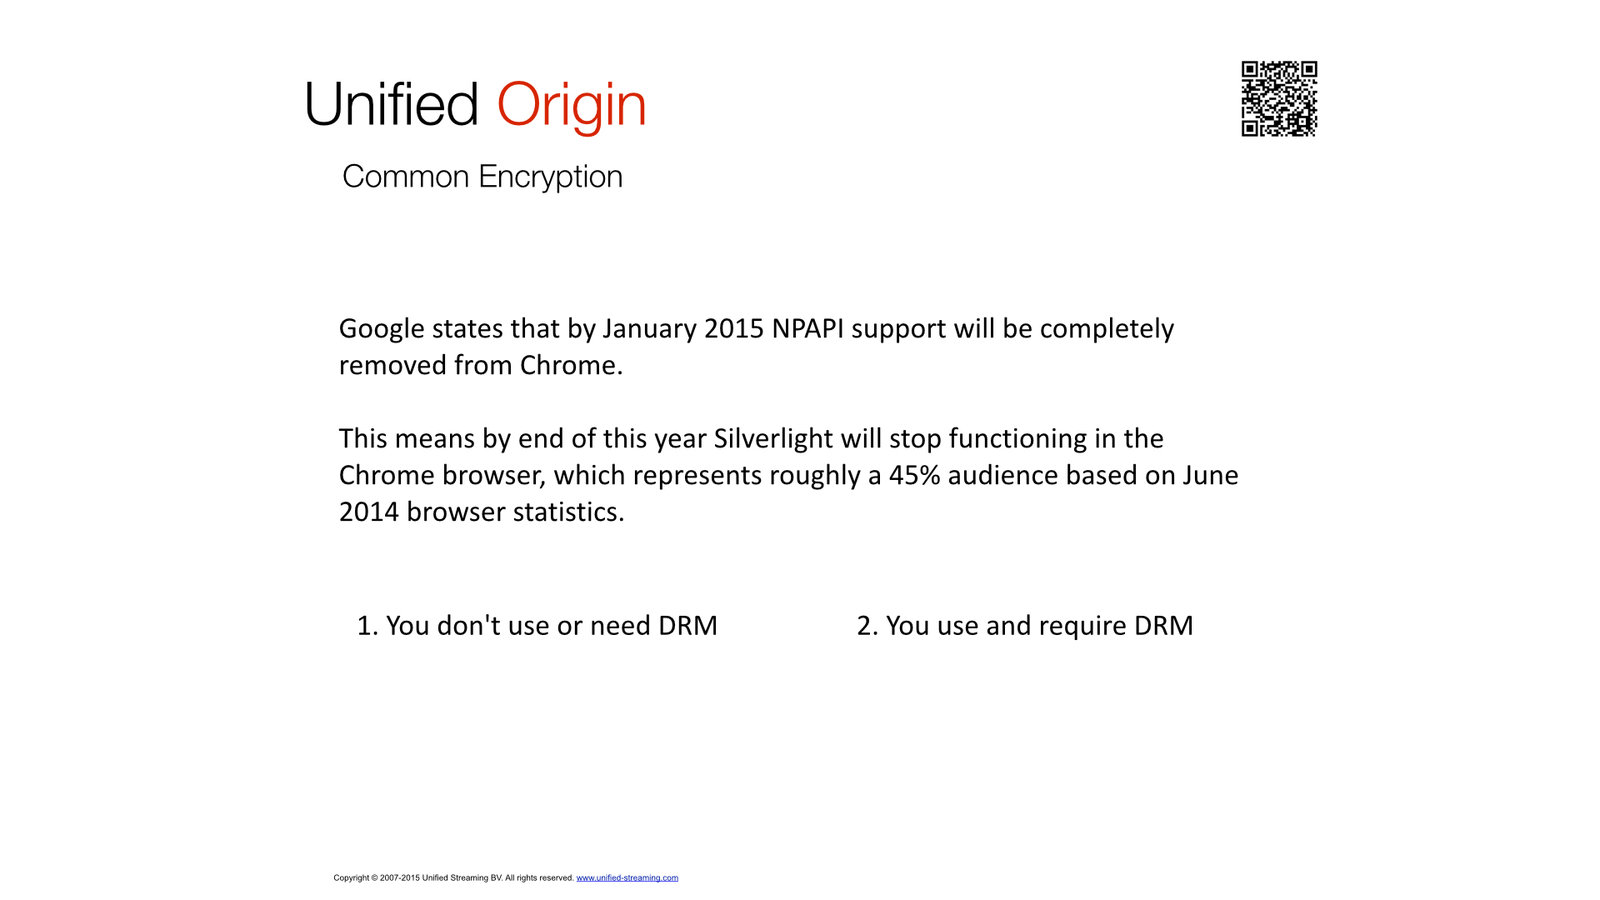 Unified Origin
Common Encryption
Google states that by January 2015 NPAPI support will be completely
removed from Chrome.
This means by end of this year Silverlight will stop functioning in the
Chrome browser, which represents roughly a 45% audience based on June
2014 browser statistics.
1. You don't use or need DRM
2. You use and require DRM
Copyright © 2007-2015 Unified Streaming BV. All rights reserved. www.unified-streaming.com